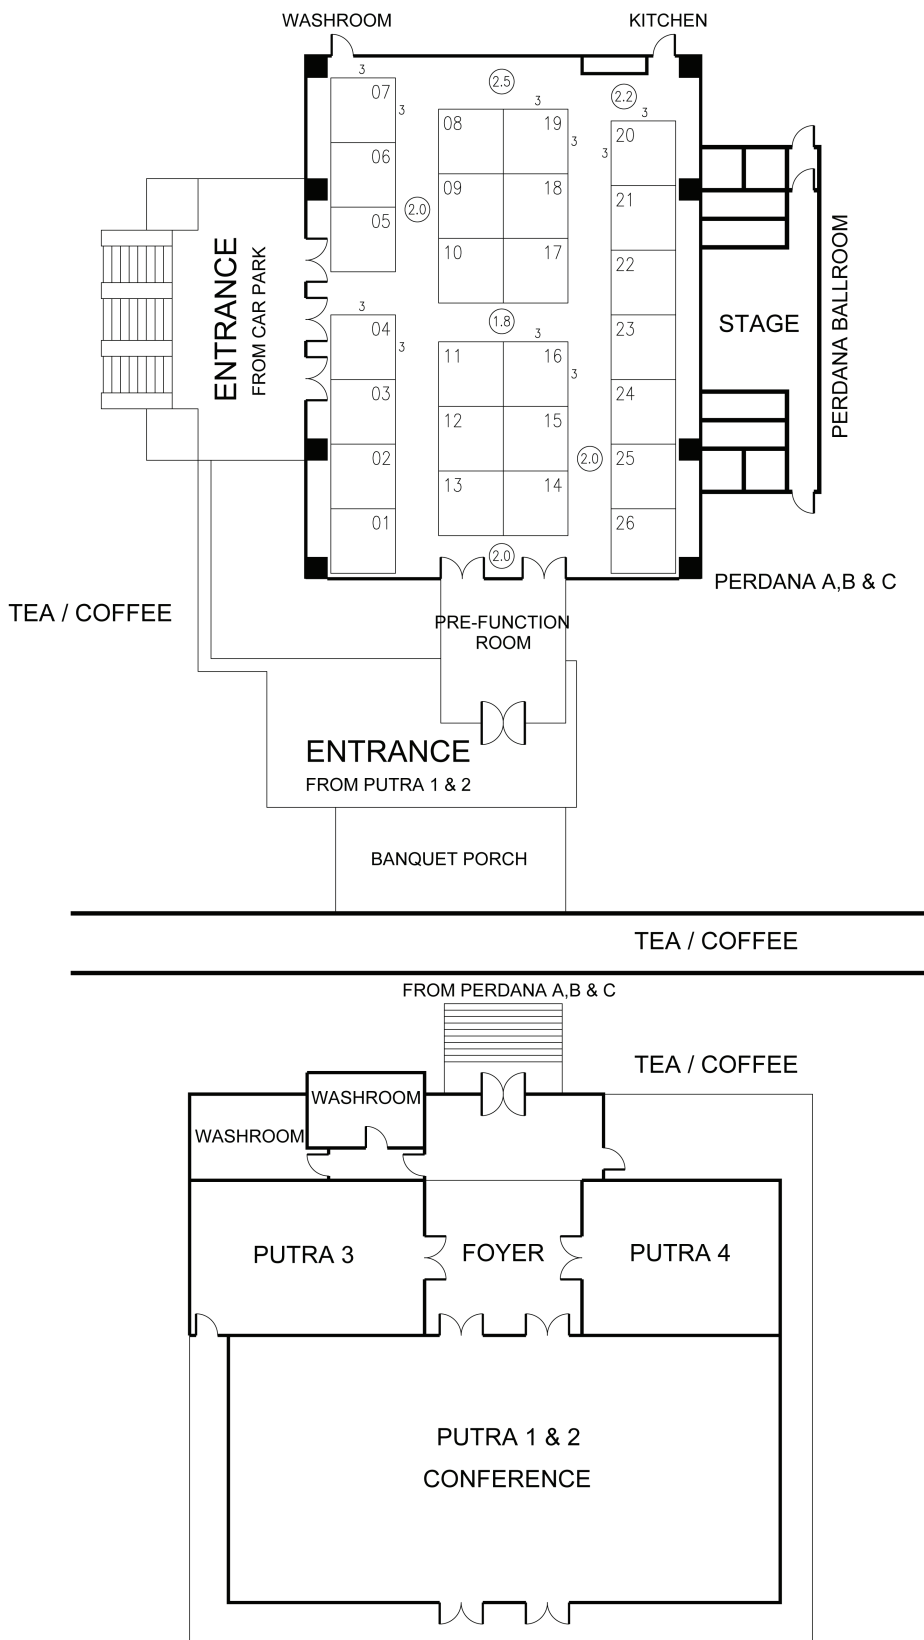 WASHROOM
KITCHEN
3
07
3
2.5
2.2
3
3
08
19
3
3
20
06
09
18
21
2.0
05
10
17
22
ENTRANCE
FROM CAR PARK
3
04
3
1.8
3
11
16
3
23
STAGE
PERDANA BALLROOM
03
12
15
24
02
2.0
25
13
14
01
26
2.0
PERDANA A,B & C
TEA / COFFEE
PRE-FUNCTION
ROOM
ENTRANCE
FROM PUTRA 1 & 2
BANQUET PORCH
TEA / COFFEE
FROM PERDANA A,B & C
TEA / COFFEE
WASHROOM
WASHROOM
PUTRA 3
FOYER
PUTRA 4
PUTRA 1 & 2
CONFERENCE